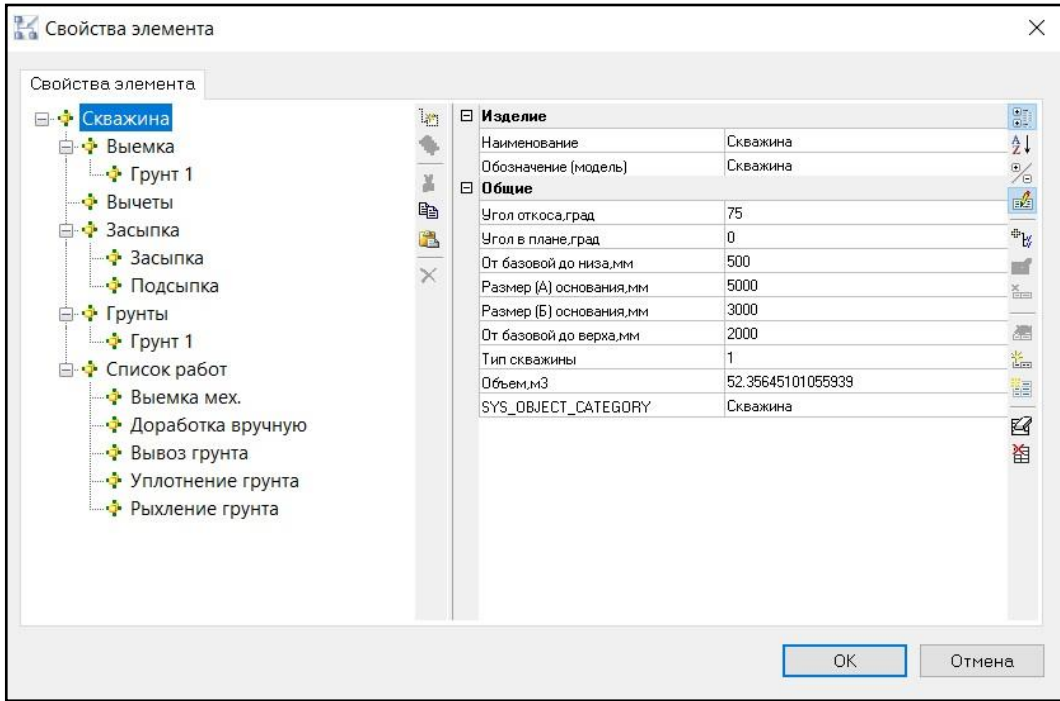 Свойства элемента
Свойства элемента
Скважина
Выемка
Грунт 1
Вычеты
Засыпка
Засыпка
Подсыпка
Грунты
Грунт 1
Список работ
Выемка мех.
Доработка вручную
Вывоз грунта
Уплотнение грунта
Рыхление грунта
Изделие
Наименование Скважина
Обозначение (модель) Скважина
Общие
Угол откоса,град 75
Угол в плане,град 0
От базовой до низа,мм 500
Размер (А) основания,мм 5000
Размер (Б) основания,мм 3000
От базовой до верха,мм 2000
Тип скважины 1
Объем,м3 52.35645101055939
SYS_OBJECT_CATEGORY Скважина
OK Отмена